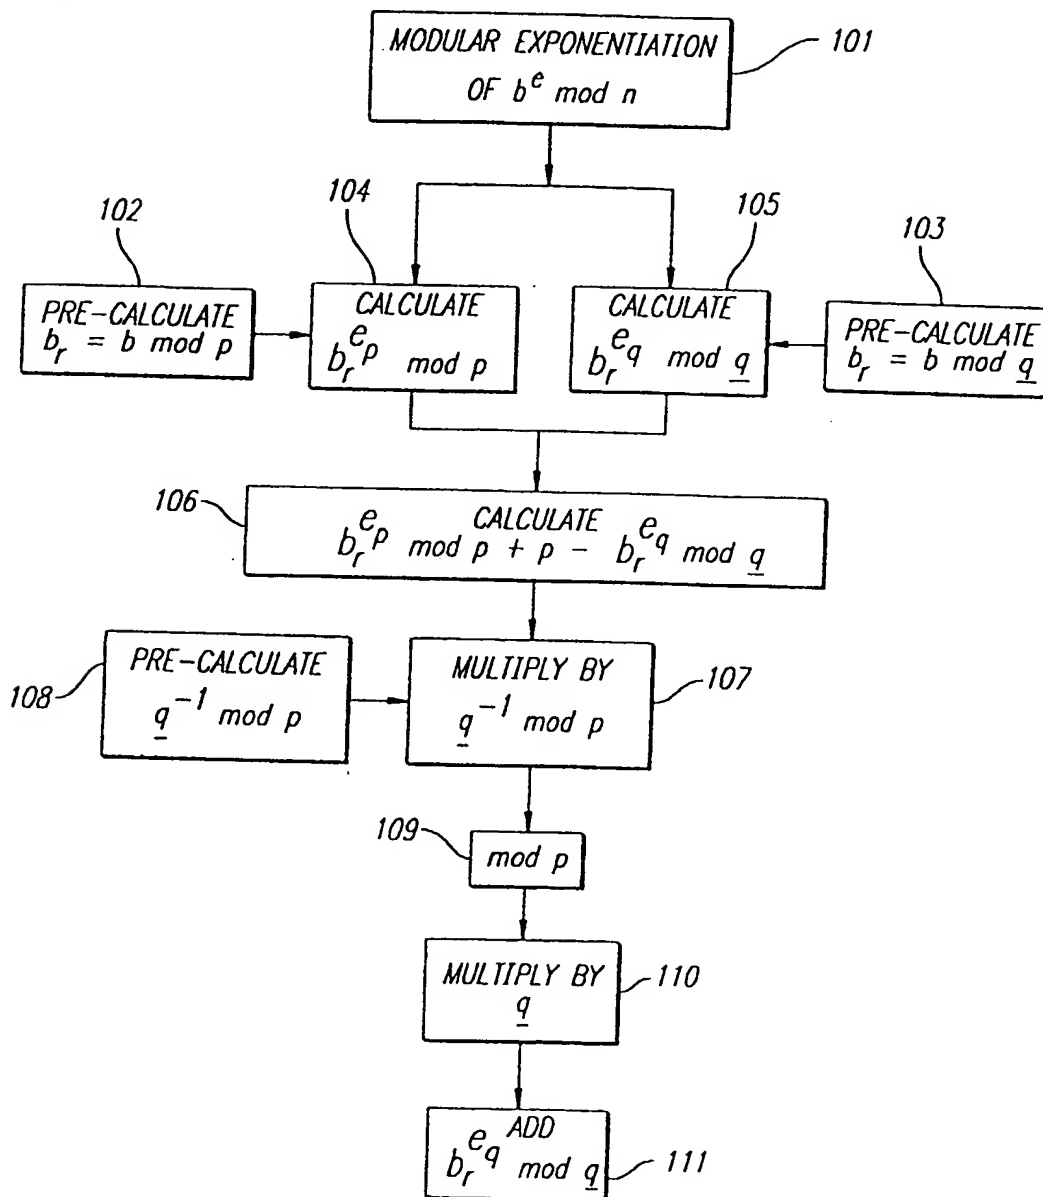 MODULAR EXPONENTIATION
OF b^e mod n
101
102
104
105
103
PRE-CALCULATE
b_r = b mod p
CALCULATE
b_r^e_p mod p
CALCULATE
b_r^e_q mod q
PRE-CALCULATE
b_r = b mod q
106
CALCULATE
b_r^e_p mod p + p - b_r^e_q mod q
108
PRE-CALCULATE
q^-1 mod p
MULTIPLY BY
q^-1 mod p
107
109
mod p
MULTIPLY BY
q
110
ADD
b_r^e_q mod q
111